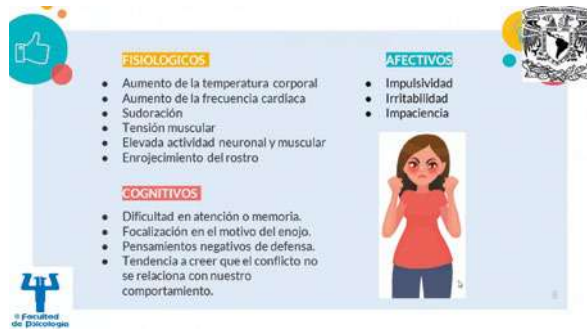 FISIOLOGICOS
Aumento de la temperatura corporal
Aumento de la frecuencia cardiaca
Sudoración
Tensión muscular
Elevada actividad neuronal y muscular
Enrojecimiento del rostro
COGNITIVOS
Dificultad en atención o memoria.
Focalización en el motivo del enojo.
Pensamientos negativos de defensa.
Tendencia a creer que el conflicto no
se relaciona con nuestro
comportamiento.
AFECTIVOS
Impulsividad
Irritabilidad
Impaciencia
8
Facultad
de Psicología